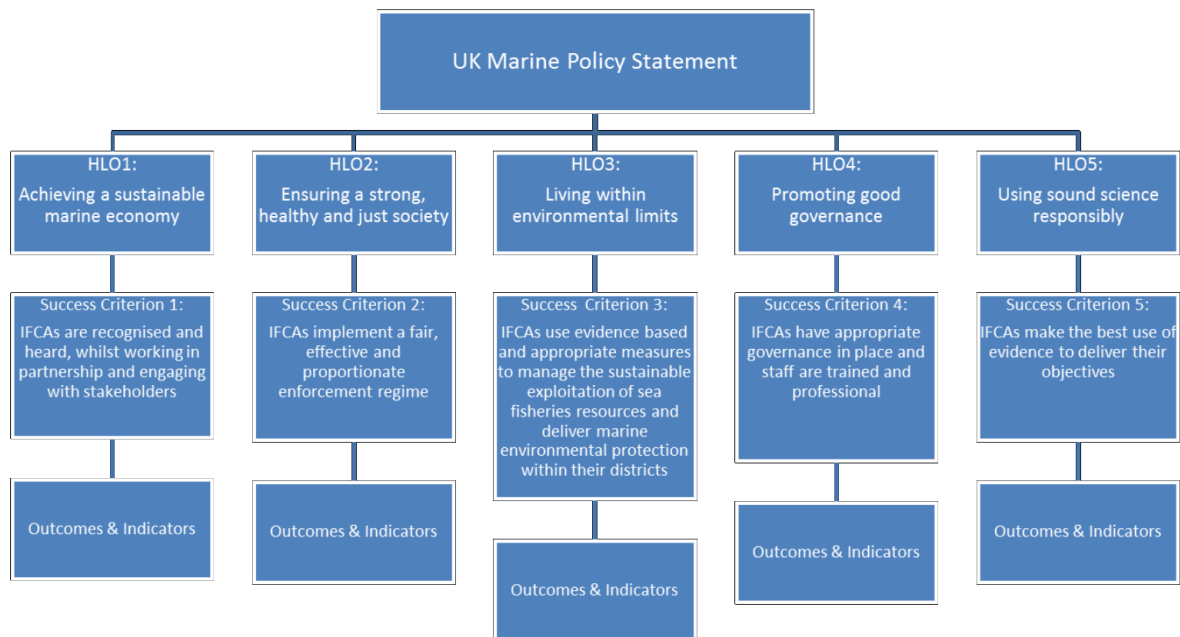 UK Marine Policy Statement
HLO1:
Achieving a sustainable
marine economy
HLO2:
Ensuring a strong,
healthy and just society
HLO3:
Living within
environmental limits
HLO4:
Promoting good
governance
HLO5:
Using sound science
responsibly
Success Criterion 1:
IFCAs are recognised and
heard, whilst working in
partnership and engaging
with stakeholders
Success Criterion 2:
IFCAs implement a fair,
effective and
proportionate
enforcement regime
Success Criterion 3:
IFCAs use evidence based
and appropriate measures
to manage the sustainable
exploitation of sea
fisheries resources and
deliver marine
environmental protection
within their districts
Success Criterion 4:
IFCAs have appropriate
governance in place and
staff are trained and
professional
Success Criterion 5:
IFCAs make the best use of
evidence to deliver their
objectives
Outcomes & Indicators
Outcomes & Indicators
Outcomes & Indicators
Outcomes & Indicators
Outcomes & Indicators